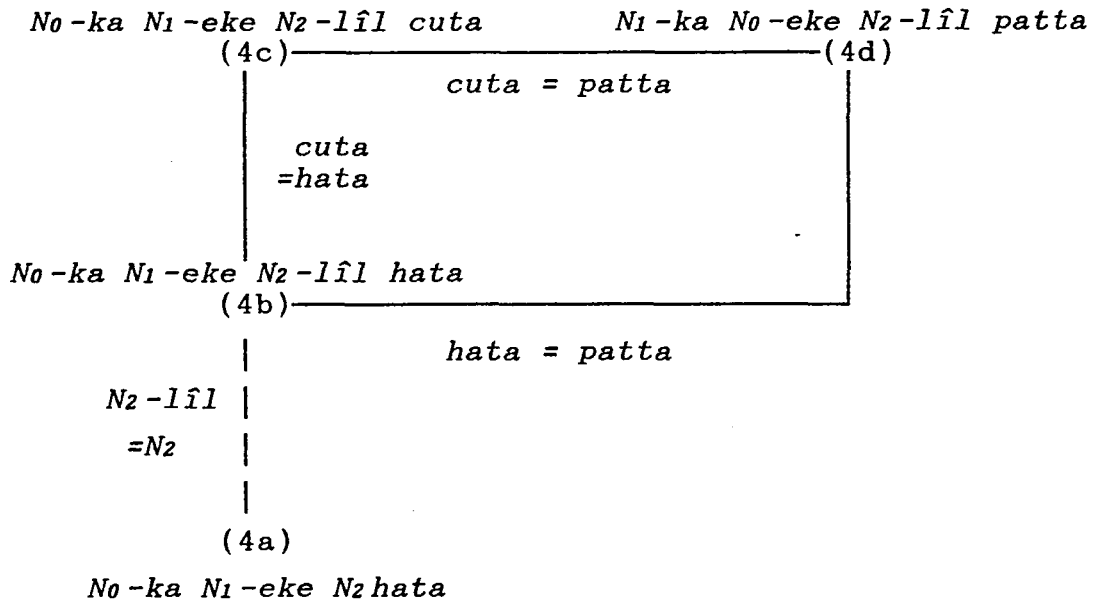 N₀-ka N₁-eke N₂-lîl cuta N₁-ka N₀-eke N₂-lîl patta
(4c) (4d)
cuta = patta
cuta
=hata
N₀-ka N₁-eke N₂-lîl hata
(4b)
hata = patta
N₂-lîl
=N₂
(4a)
N₀-ka N₁-eke N₂ hata